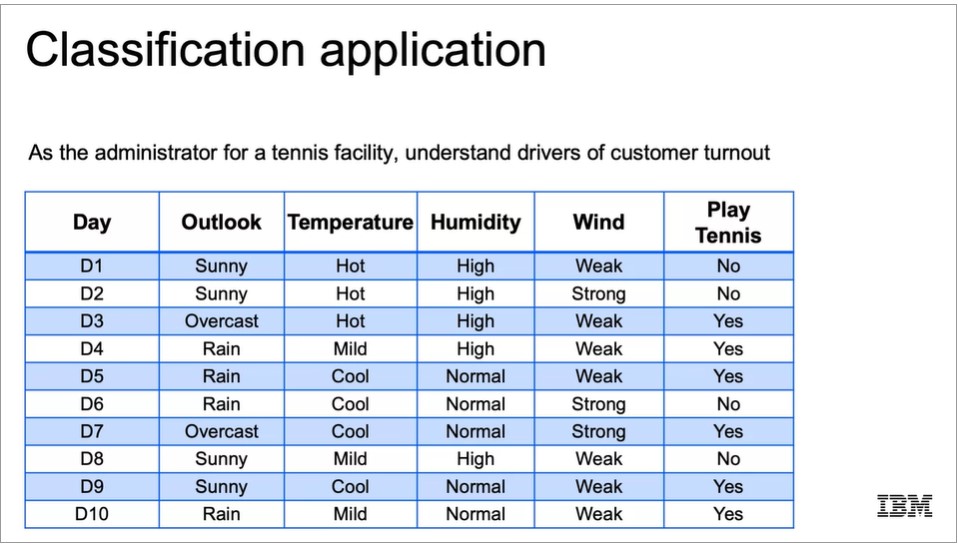 Classification application
As the administrator for a tennis facility, understand drivers of customer turnout
Day Outlook Temperature Humidity Wind Play Tennis
D1 Sunny Hot High Weak No
D2 Sunny Hot High Strong No
D3 Overcast Hot High Weak Yes
D4 Rain Mild High Weak Yes
D5 Rain Cool Normal Weak Yes
D6 Rain Cool Normal Strong No
D7 Overcast Cool Normal Strong Yes
D8 Sunny Mild High Weak No
D9 Sunny Cool Normal Weak Yes
D10 Rain Mild Normal Weak Yes
IBM